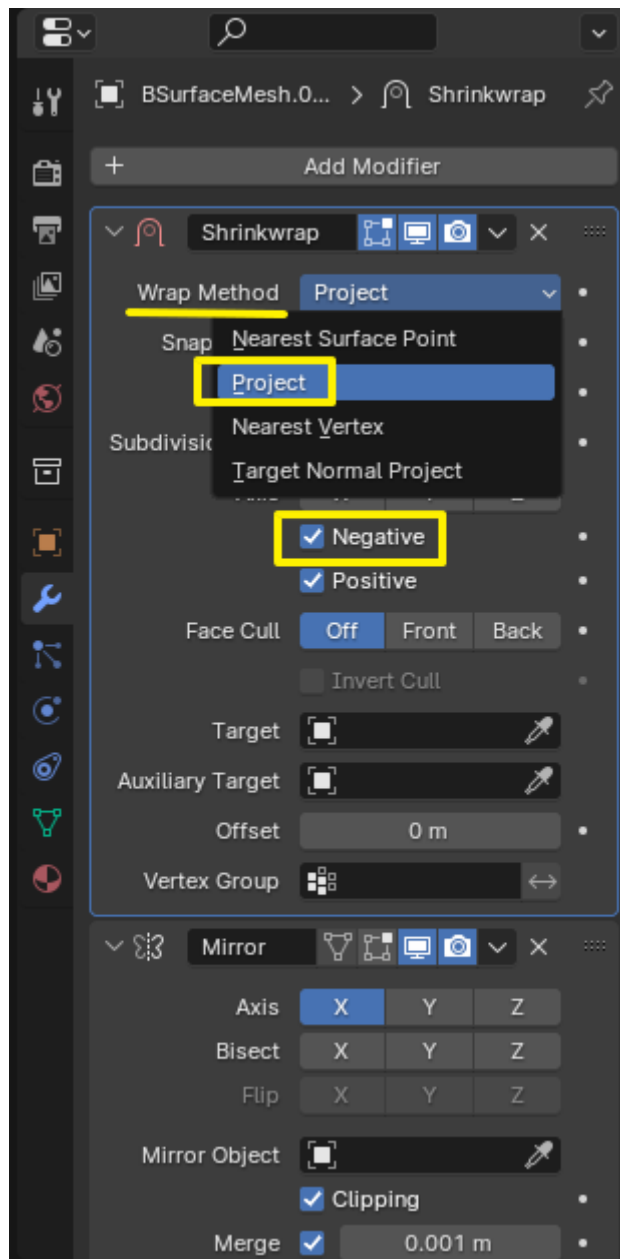 BSurfaceMesh.0... > Shrinkwrap
+ Add Modifier
Shrinkwrap
Wrap Method Project
Snap
Nearest Surface Point
Project
Nearest Vertex
Subdivisio
Target Normal Project
Negative
Positive
Face Cull Off Front Back
Invert Cull
Target
Auxiliary Target
Offset 0 m
Vertex Group
Mirror
Axis X Y Z
Bisect X Y Z
Flip X Y Z
Mirror Object
Clipping
Merge 0.001 m